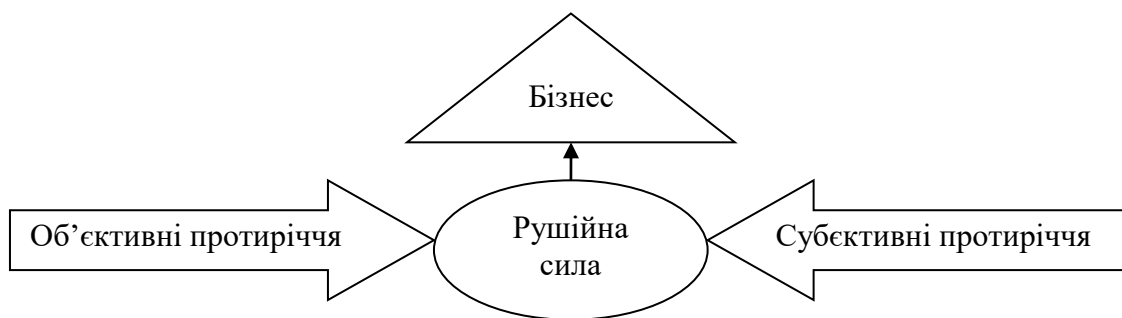 Бізнес
Об’єктивні протиріччя
Рушійна
сила
Субєктивні протиріччя